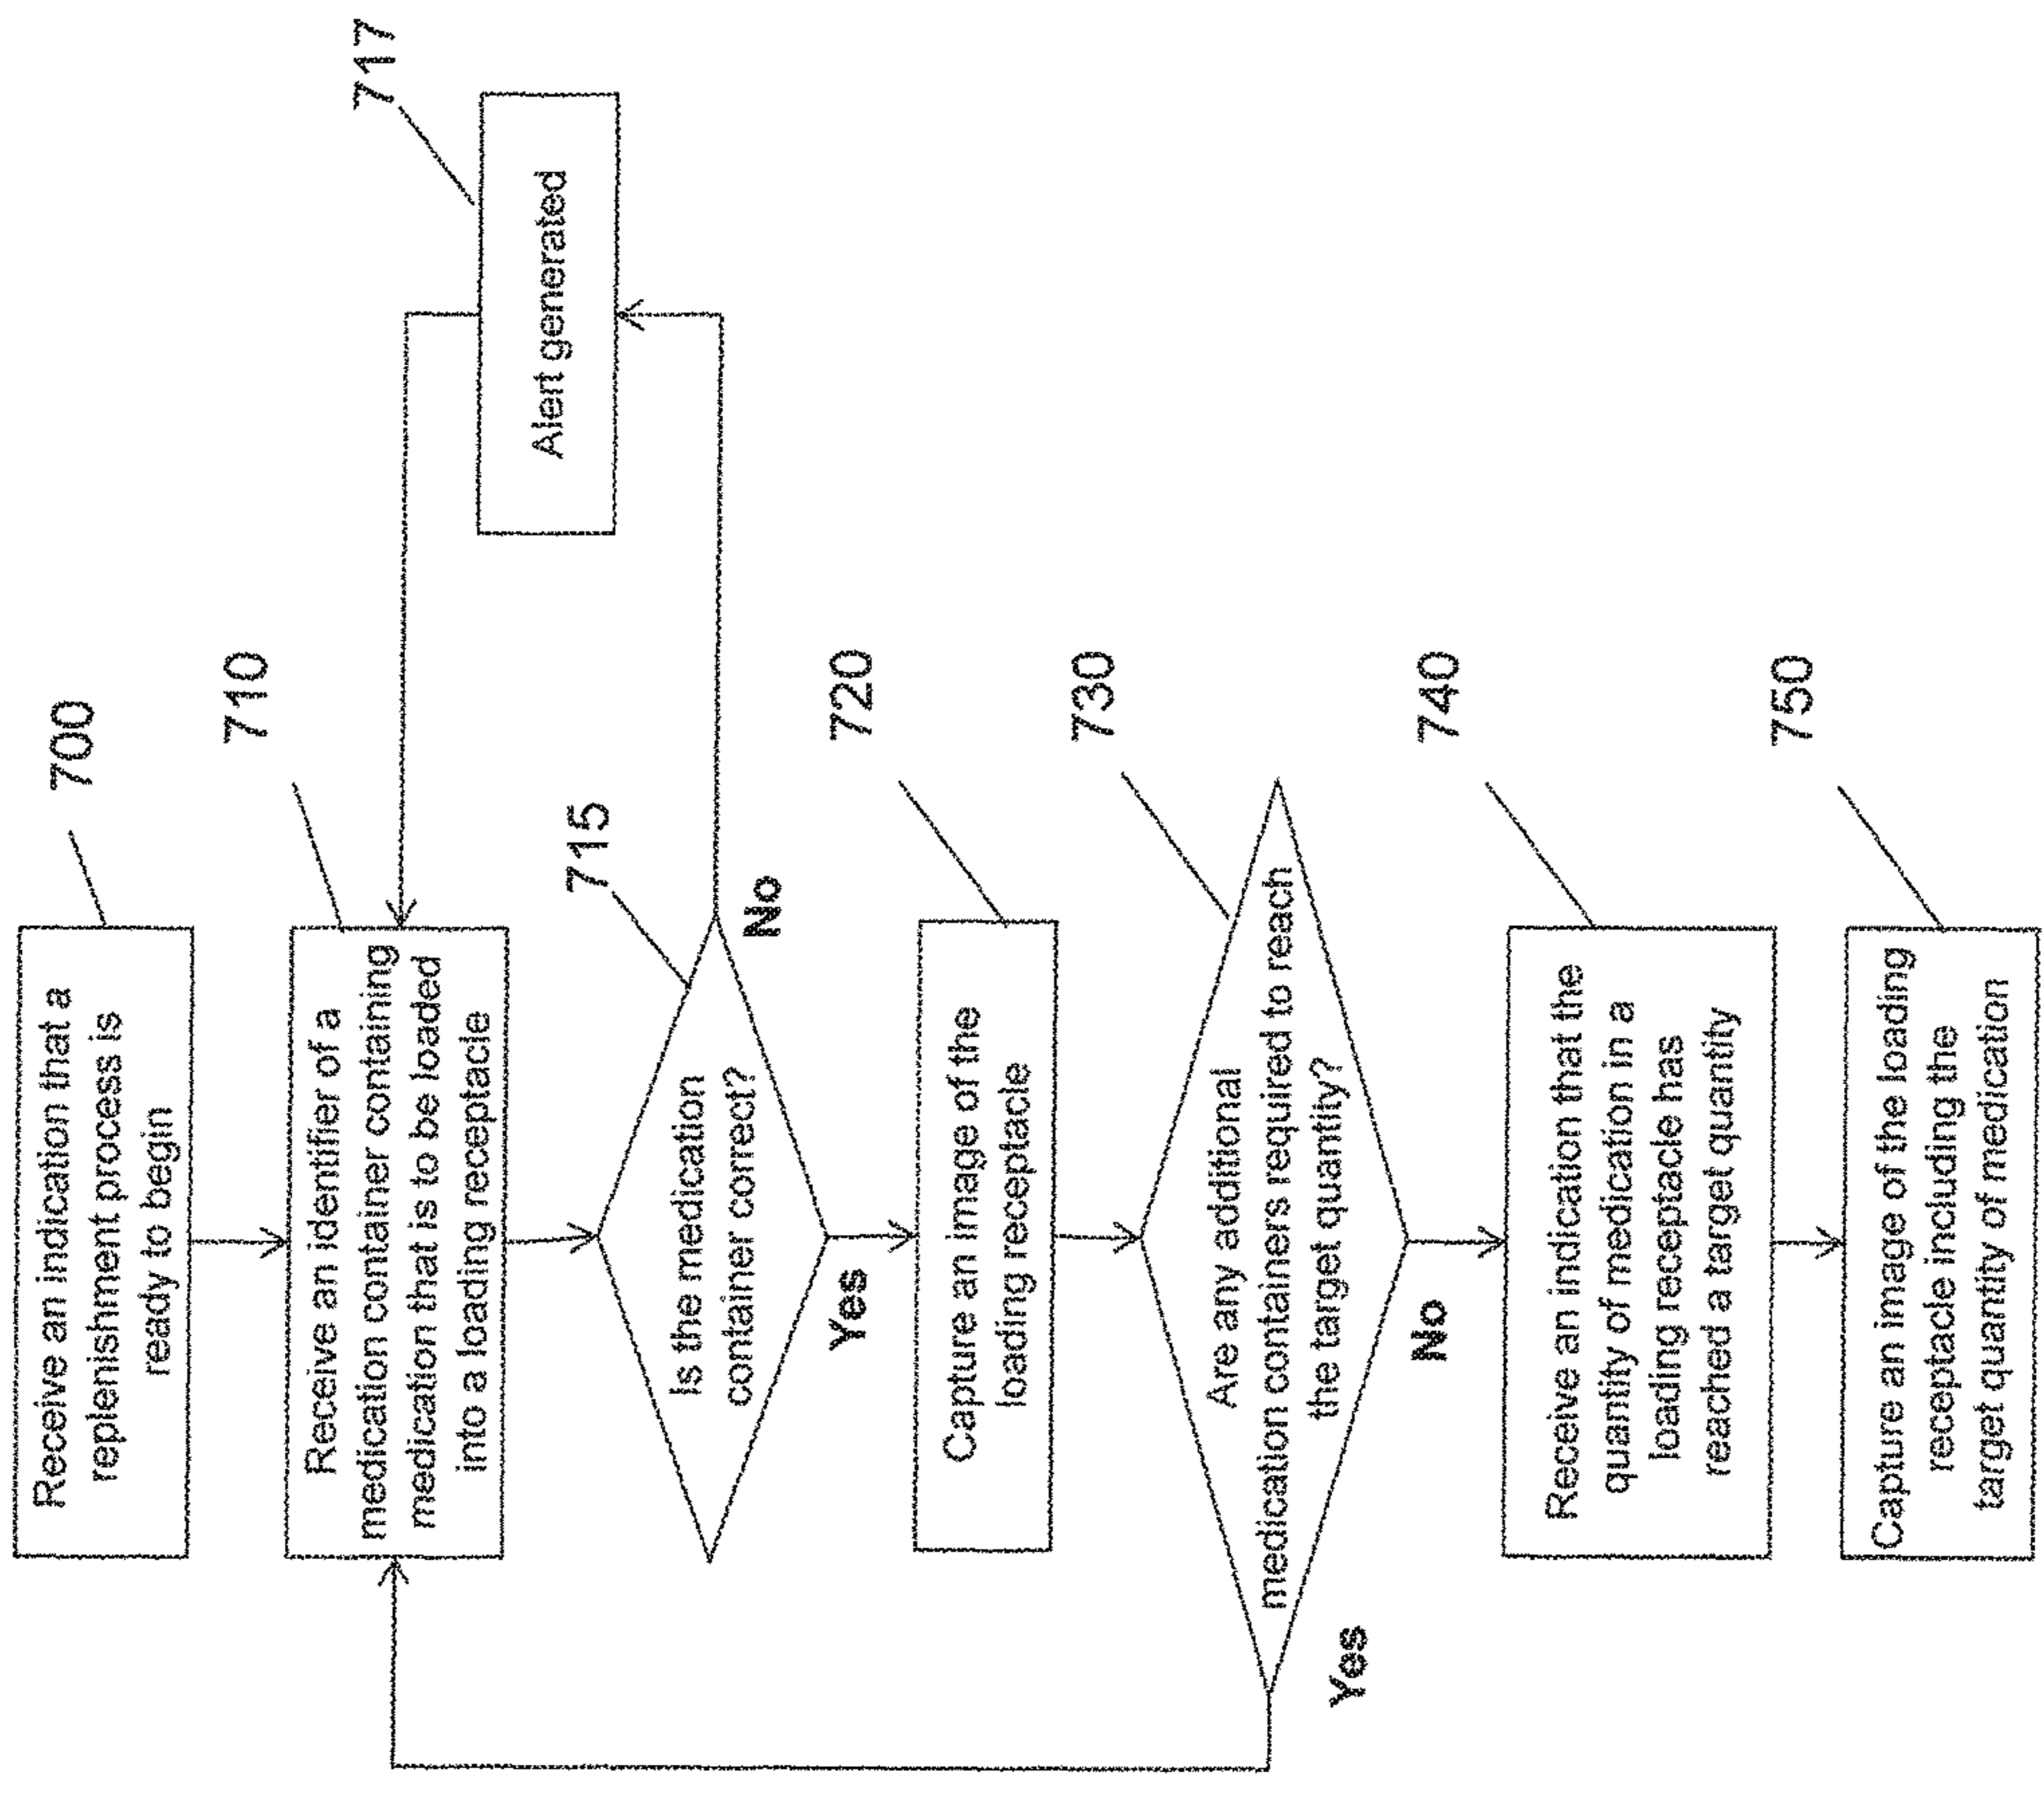 700
Receive an indication that a
replenishment process is
ready to begin
710
Receive an identifier of a
medication container containing
medication that is to be loaded
into a loading receptacle
717
Alert generated
715
Is the medication
container correct?
No
Yes
720
Capture an image of the
loading receptacle
730
Are any additional
medication containers required to reach
the target quantity?
Yes
No
740
Receive an indication that the
quantity of medication in a
loading receptacle has
reached a target quantity
750
Capture an image of the loading
receptacle including the
target quantity of medication